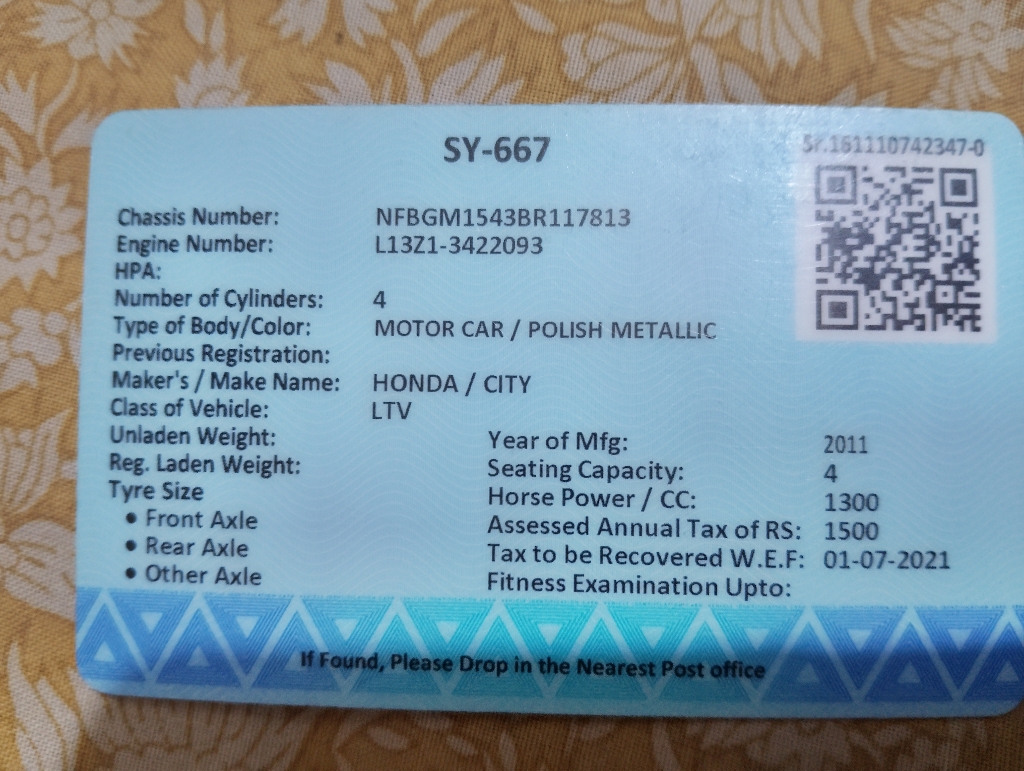 SY-667
Sr.161110742347-0
Chassis Number: NFBGM1543BR117813
Engine Number: L13Z1-3422093
HPA:
Number of Cylinders: 4
Type of Body/Color: MOTOR CAR / POLISH METALLIC
Previous Registration:
Maker's / Make Name: HONDA / CITY
Class of Vehicle: LTV
Unladen Weight:
Reg. Laden Weight:
Tyre Size
• Front Axle
• Rear Axle
• Other Axle
Year of Mfg: 2011
Seating Capacity: 4
Horse Power / CC: 1300
Assessed Annual Tax of RS: 1500
Tax to be Recovered W.E.F: 01-07-2021
Fitness Examination Upto:
If Found, Please Drop in the Nearest Post office